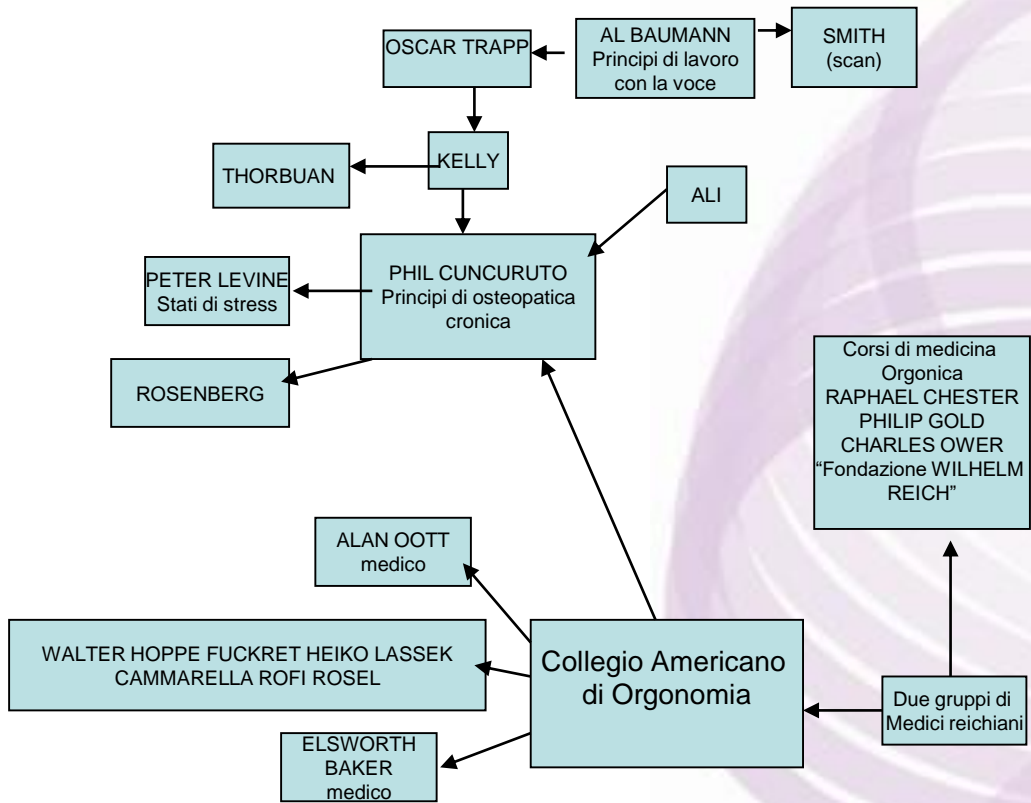 OSCAR TRAPP
AL BAUMANN
Principi di lavoro
con la voce
SMITH
(scan)
THORBUAN
KELLY
ALI
PETER LEVINE
Stati di stress
PHIL CUNCURUTO
Principi di osteopatica
cronica
ROSENBERG
Corsi di medicina
Orgonica
RAPHAEL CHESTER
PHILIP GOLD
CHARLES OWER
“Fondazione WILHELM
REICH”
ALAN OOTT
medico
WALTER HOPPE FUCKRET HEIKO LASSEK
CAMMARELLA ROFI ROSEL
Collegio Americano
di Orgonomia
Due gruppi di
Medici reichiani
ELSWORTH
BAKER
medico